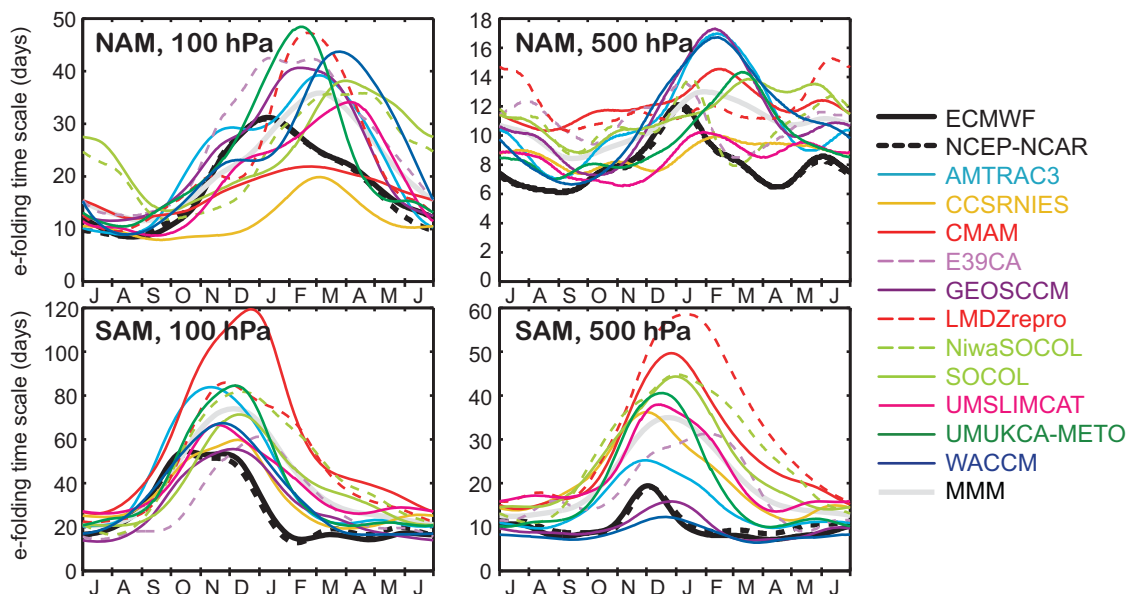 NAM, 100 hPa
e-folding time scale (days)
50
40
30
20
10
0
J A S O N D J F M A M J
NAM, 500 hPa
18
16
14
12
10
8
6
4
2
0
J A S O N D J F M A M J
SAM, 100 hPa
e-folding time scale (days)
120
100
80
60
40
20
0
J A S O N D J F M A M J
SAM, 500 hPa
60
50
40
30
20
10
0
J A S O N D J F M A M J
ECMWF
NCEP-NCAR
AMTRAC3
CCSRNIES
CMAM
E39CA
GEOSCCM
LMDZrepro
NiwaSOCOL
SOCOL
UMSLIMCAT
UMUKCA-METO
WACCM
MMM